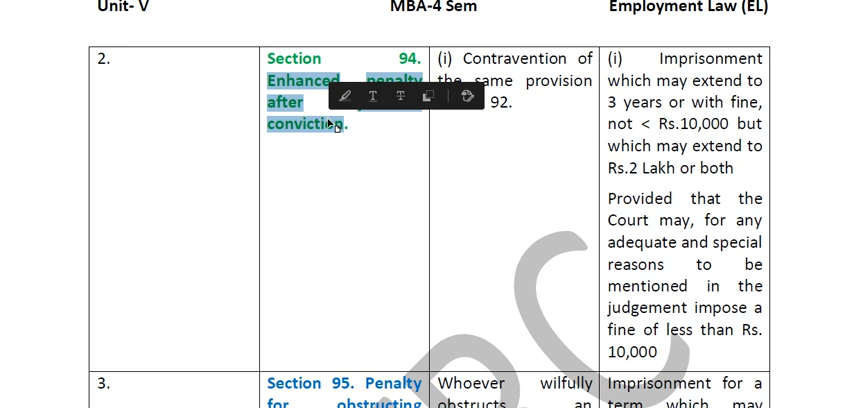 Unit- V MBA-4 Sem Employment Law (EL)
2.
Section 94.
Enhanced penalty
after
conviction.
(i) Contravention of
the same provision
92.
(i) Imprisonment
which may extend to
3 years or with fine,
not < Rs.10,000 but
which may extend to
Rs.2 Lakh or both
Provided that the
Court may, for any
adequate and special
reasons to be
mentioned in the
judgement impose a
fine of less than Rs.
10,000
3.
Section 95. Penalty
for obstructing
Whoever wilfully
obstructs an
Imprisonment for a
term which may